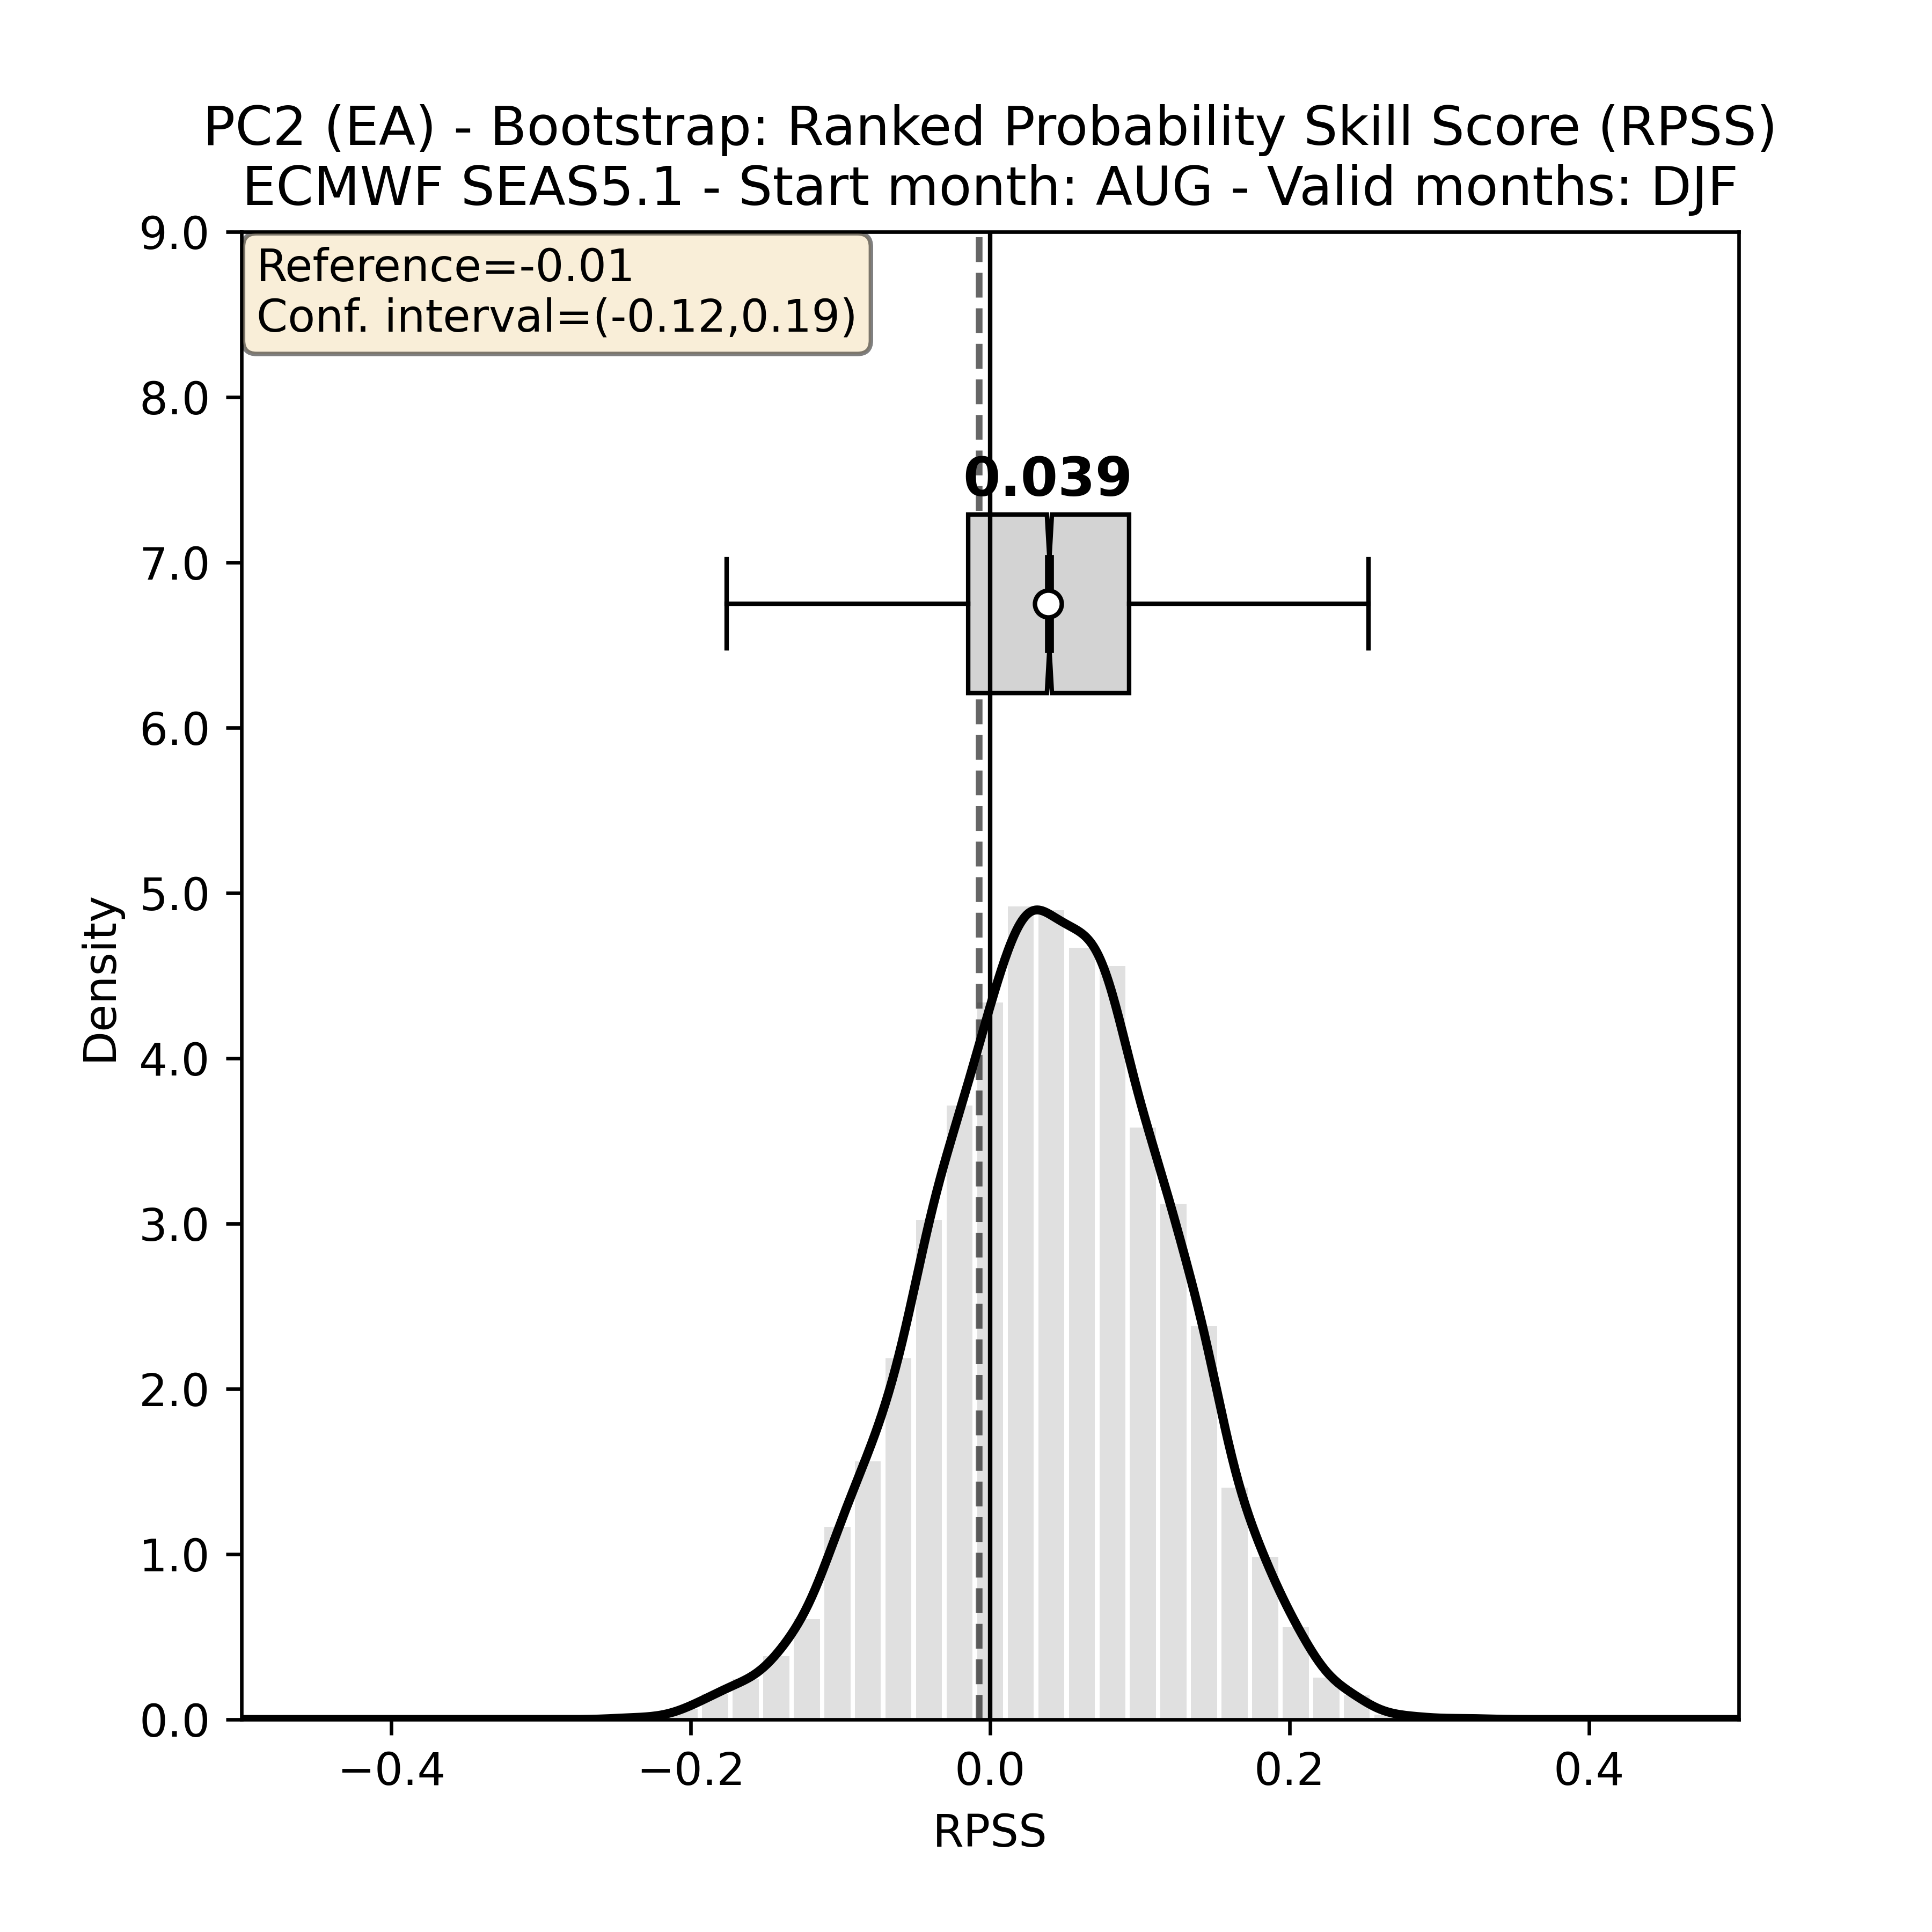 PC2 (EA) - Bootstrap: Ranked Probability Skill Score (RPSS)
ECMWF SEAS5.1 - Start month: AUG - Valid months: DJF
9.0
Reference=-0.01
Conf. interval=(-0.12,0.19)
8.0
0.039
7.0
6.0
5.0
Density
4.0
3.0
2.0
1.0
0.0
−0.4 −0.2 0.0 0.2 0.4
RPSS